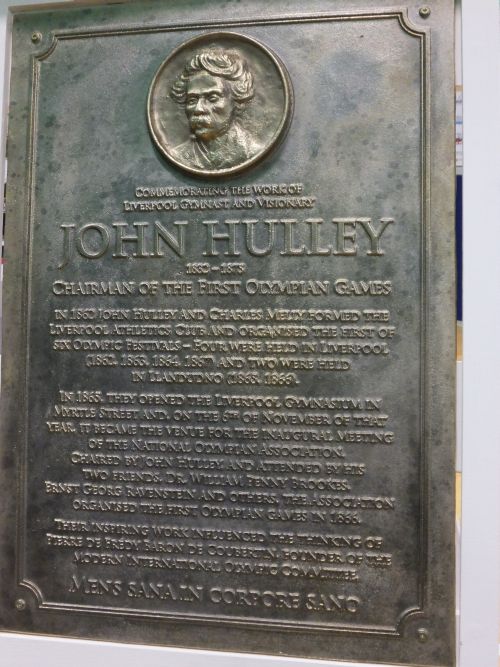 COMMEMORATING THE WORK OF
LIVERPOOL GYMNAST AND VISIONARY
JOHN HULLEY
1832 - 1875
CHAIRMAN OF THE FIRST OLYMPIAN GAMES
IN 1862 JOHN HULLEY AND CHARLES MELLY FORMED THE
LIVERPOOL ATHLETICS CLUB AND ORGANISED THE FIRST OF
SIX OLYMPIC FESTIVALS - FOUR WERE HELD IN LIVERPOOL
(1862, 1863, 1864, 1867) AND TWO WERE HELD
IN LLANDUDNO (1865, 1866).
IN 1865, THEY OPENED THE LIVERPOOL GYMNASIUM IN
MYRTLE STREET AND, ON THE 6TH OF NOVEMBER OF THAT
YEAR, IT BECAME THE VENUE FOR THE INAUGURAL MEETING
OF THE NATIONAL OLYMPIAN ASSOCIATION.
CHAIRED BY JOHN HULLEY AND ATTENDED BY HIS
TWO FRIENDS, DR. WILLIAM PENNY BROOKES,
ERNST GEORG RAVENSTEIN AND OTHERS, THE ASSOCIATION
ORGANISED THE FIRST OLYMPIAN GAMES IN 1866.
THEIR INSPIRING WORK INFLUENCED THE THINKING OF
PIERRE DE FRÉDY, BARON DE COUBERTIN, FOUNDER OF THE
MODERN INTERNATIONAL OLYMPIC COMMITTEE.
MENS SANA IN CORPORE SANO